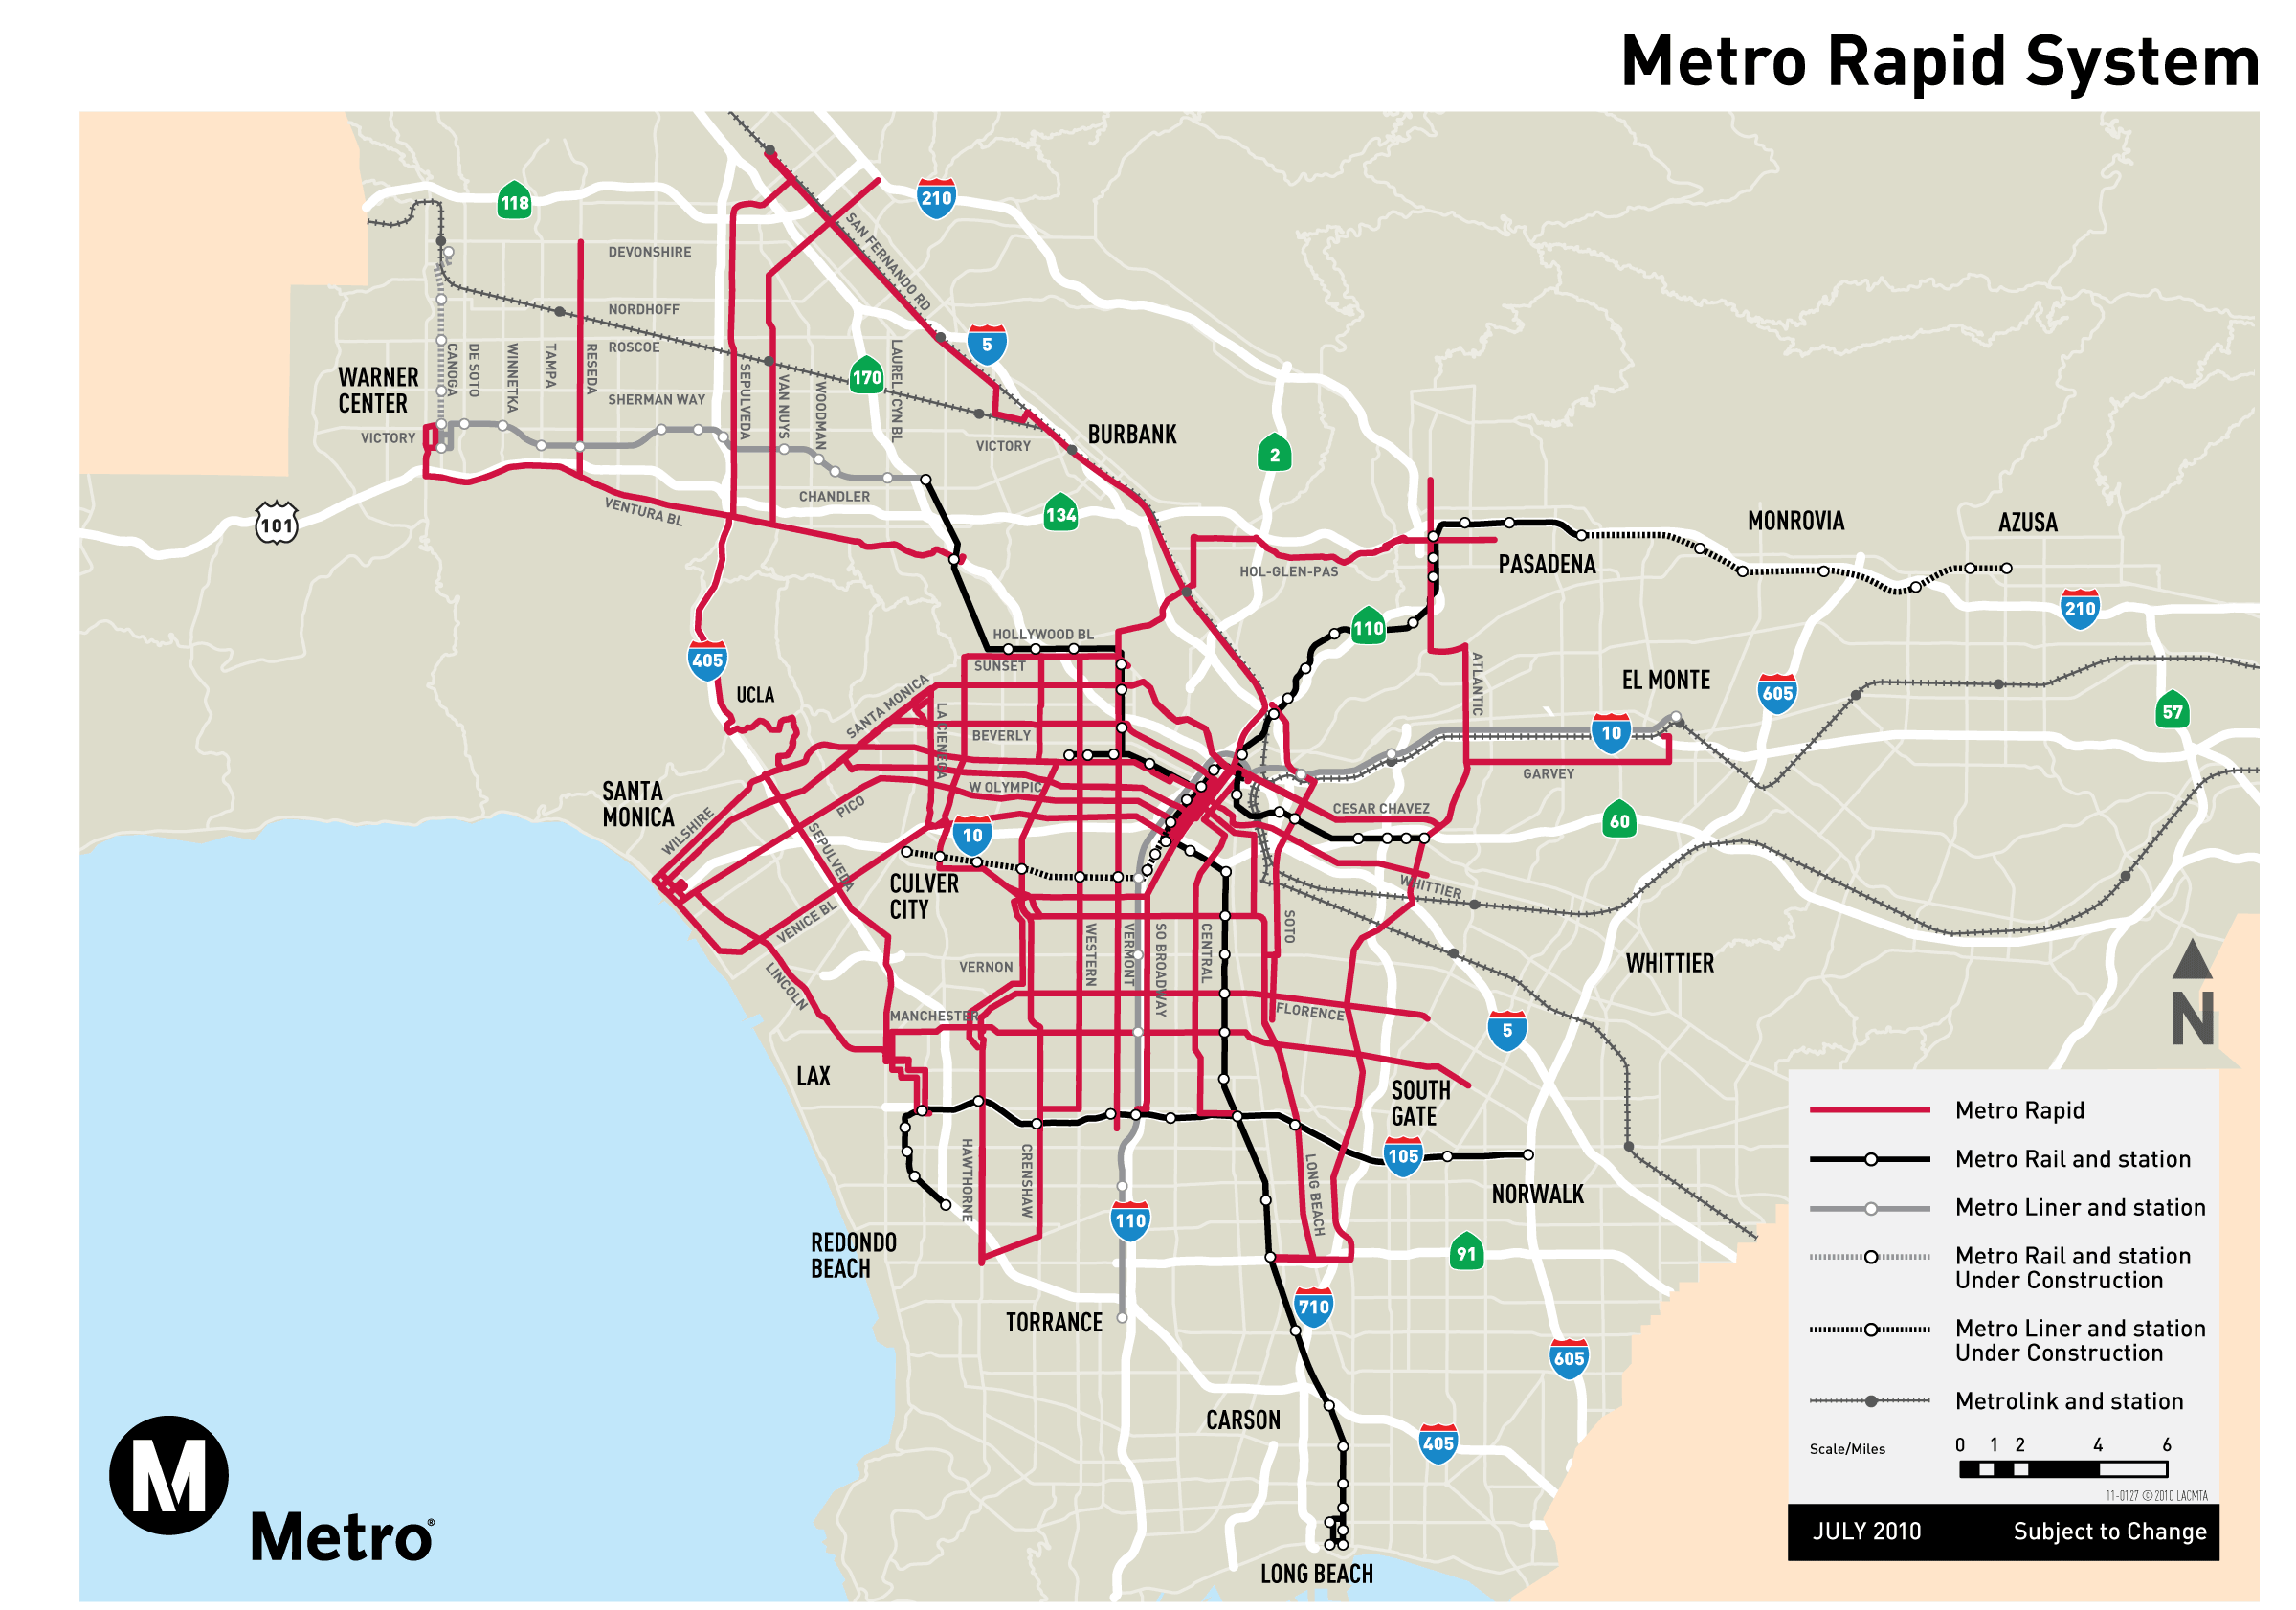 Metro Rapid System
118
210
DEVONSHIRE
SAN FERNANDO RD
NORDHOFF
ROSCOE
5
WARNER
CENTER
CANOGA
DE SOTO
WINNETKA
TAMPA
RESEDA
SEPULVEDA
VAN NUYS
WOODMAN
170
LAUREL CYN BL
SHERMAN WAY
VICTORY
VICTORY
BURBANK
2
101
VENTURA BL
CHANDLER
134
MONROVIA
AZUSA
HOL-GLEN-PAS
PASADENA
210
110
HOLLYWOOD BL
405
SUNSET
UCLA
SANTA MONICA
LA CIENEGA
ATLANTIC
EL MONTE
605
57
BEVERLY
10
GARVEY
SANTA
MONICA
W OLYMPIC
PICO
CESAR CHAVEZ
60
WILSHIRE
SEPULVEDA
10
CULVER
CITY
WHITTIER
VENICE BL
LINCOLN
VERNON
WESTERN
VERMONT
SO BROADWAY
CENTRAL
SOTO
WHITTIER
MANCHESTER
FLORENCE
5
N
LAX
SOUTH
GATE
HAWTHORNE
CRENSHAW
LONG BEACH
105
NORWALK
110
REDONDO
BEACH
91
710
TORRANCE
605
CARSON
405
LONG BEACH
Metro Rapid
Metro Rail and station
Metro Liner and station
Metro Rail and station
Under Construction
Metro Liner and station
Under Construction
Metrolink and station
Scale/Miles
0 1 2 4 6
11-0127 ©2010 LACMTA
JULY 2010 Subject to Change
M
Metro®